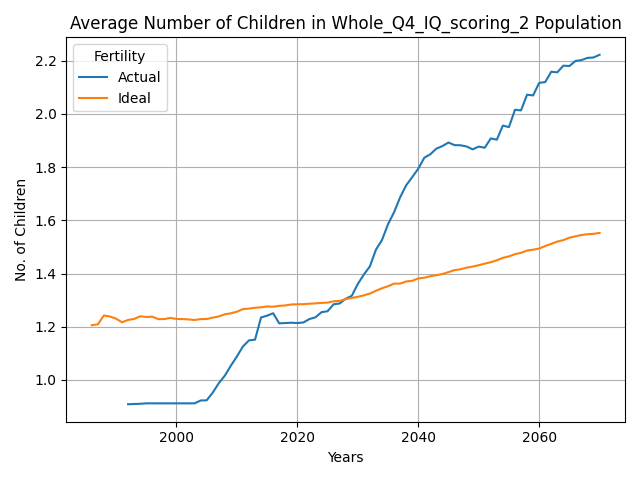 Average Number of Children in Whole_Q4_IQ_scoring_2 Population
Fertility
Actual
Ideal
No. of Children
2.2
2.0
1.8
1.6
1.4
1.2
1.0
2000
2020
2040
2060
Years